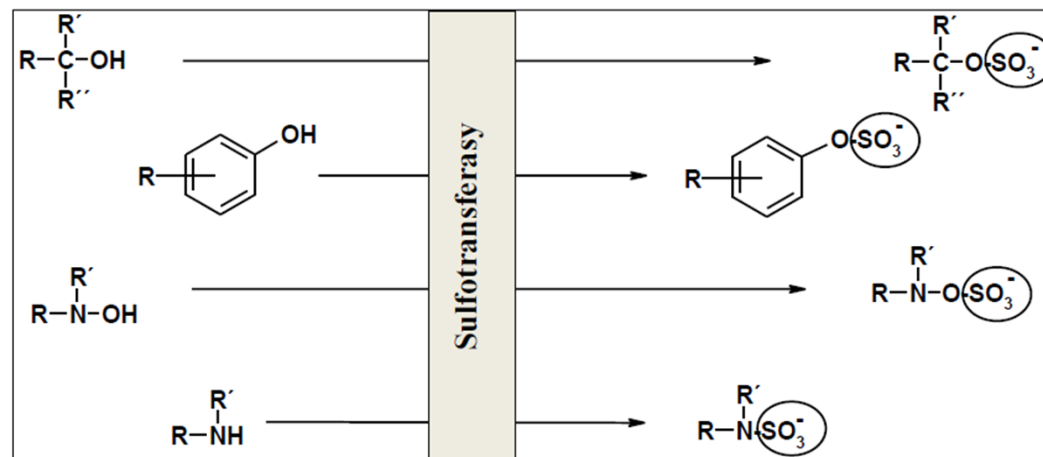 R´
R–C–OH
R´´
R´
R–C–O-SO3-
R´´
OH
R
O-SO3-
R
Sulfotransferasy
R´
R–N–OH
R´
R–N–O-SO3-
R´
R–NH
R´
R–N-SO3-